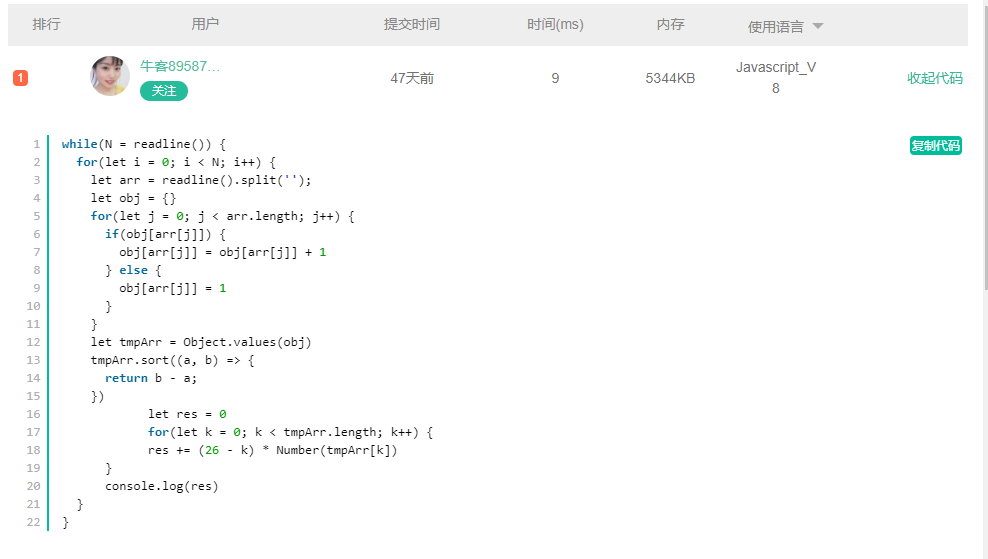 排行 用户 提交时间 时间(ms) 内存 使用语言
1 牛客89587... 47天前 9 5344KB Javascript_V
8 收起代码
关注
复制代码
1 while(N = readline()) {
2 for(let i = 0; i < N; i++) {
3 let arr = readline().split('');
4 let obj = {}
5 for(let j = 0; j < arr.length; j++) {
6 if(obj[arr[j]]) {
7 obj[arr[j]] = obj[arr[j]] + 1
8 } else {
9 obj[arr[j]] = 1
10 }
11 }
12 let tmpArr = Object.values(obj)
13 tmpArr.sort((a, b) => {
14 return b - a;
15 })
16 let res = 0
17 for(let k = 0; k < tmpArr.length; k++) {
18 res += (26 - k) * Number(tmpArr[k])
19 }
20 console.log(res)
21 }
22 }